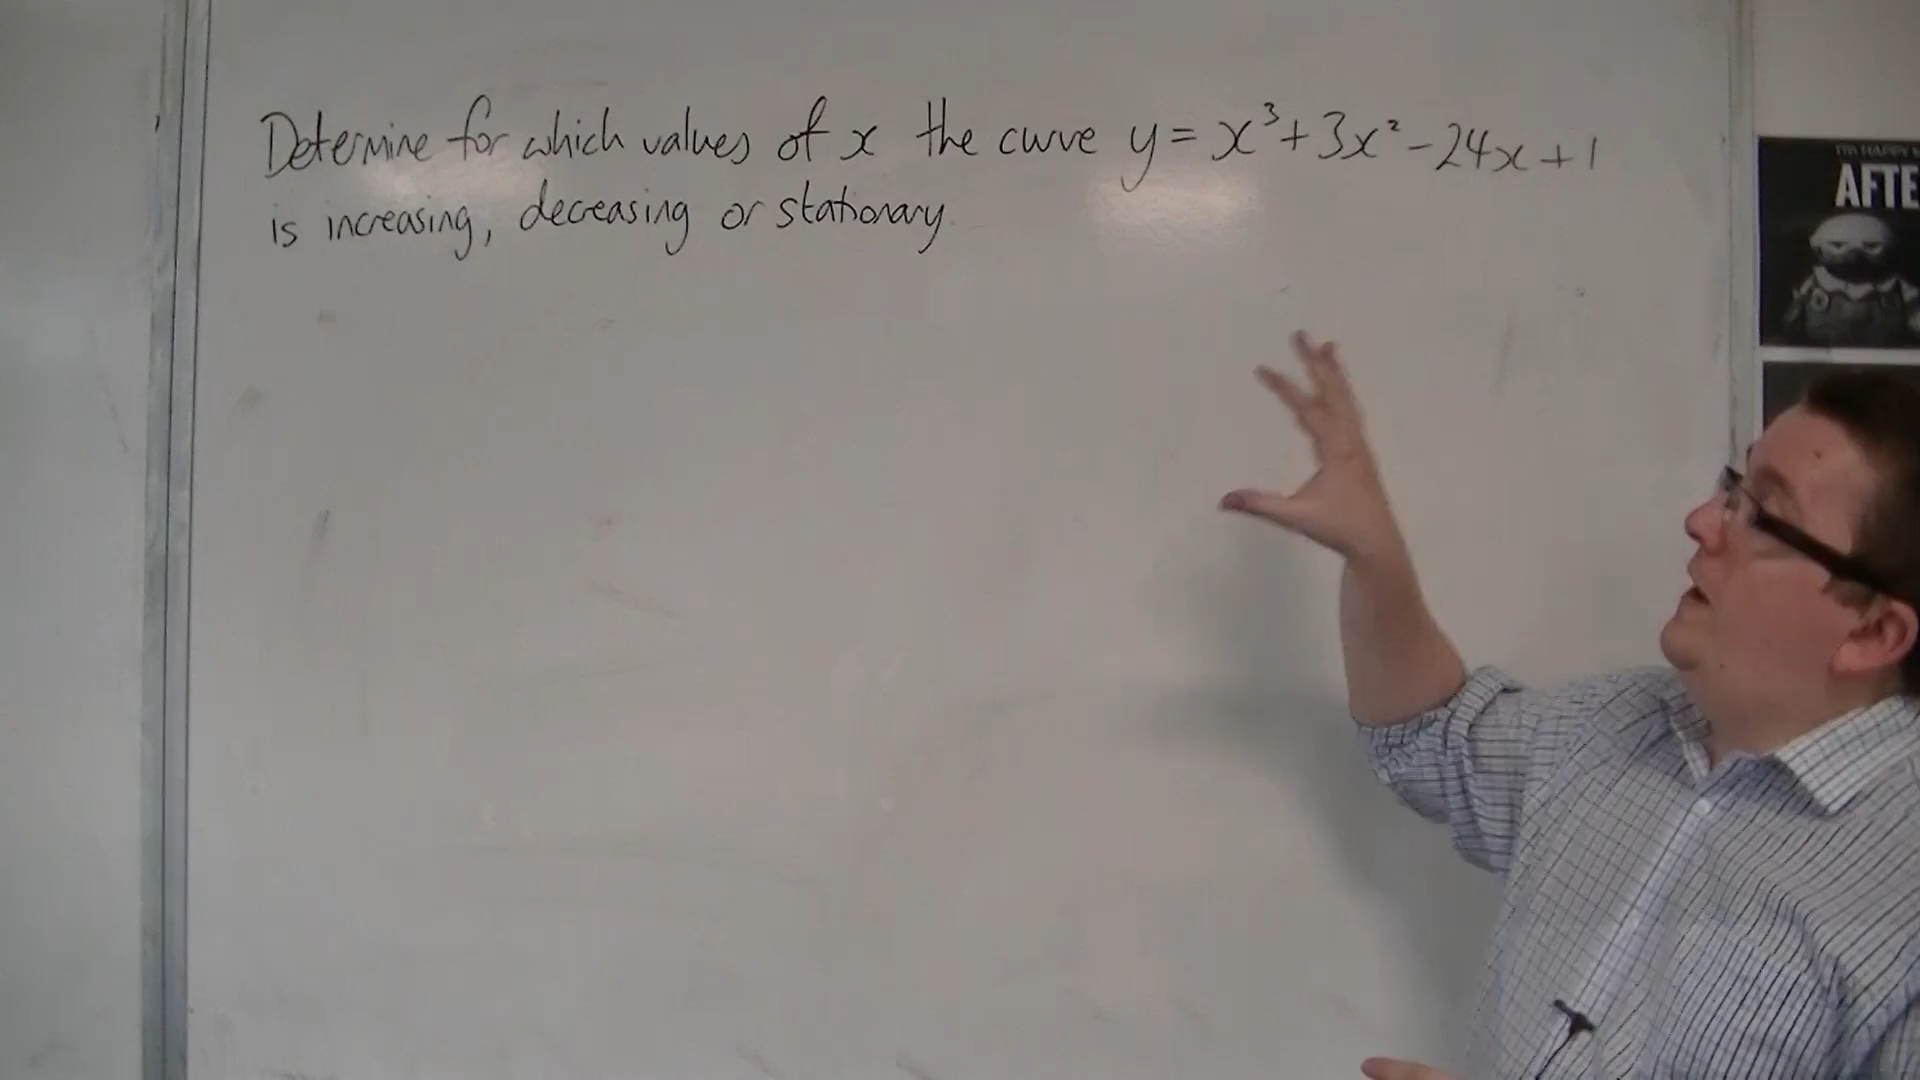 Determine for which values of x the curve y = x³ + 3x² - 24x + 1
is increasing, decreasing or stationary.
AFTE